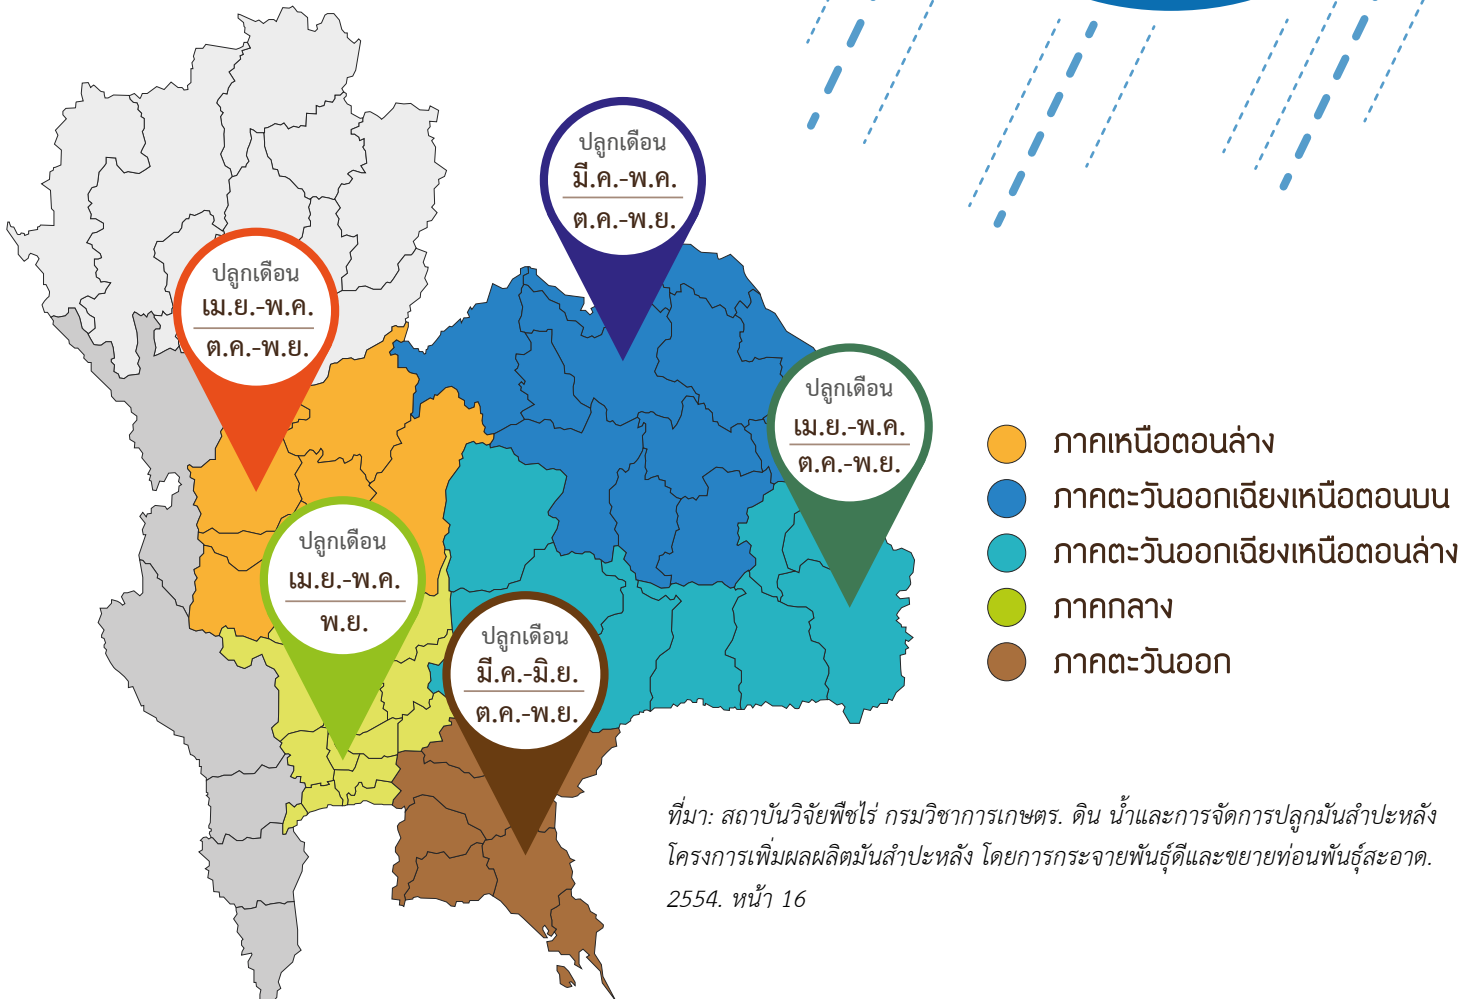 ปลูกเดือน
มี.ค.-พ.ค.
ต.ค.-พ.ย.
ปลูกเดือน
เม.ย.-พ.ค.
ต.ค.-พ.ย.
ปลูกเดือน
เม.ย.-พ.ค.
ต.ค.-พ.ย.
ปลูกเดือน
เม.ย.-พ.ค.
พ.ย.
ปลูกเดือน
มี.ค.-มิ.ย.
ต.ค.-พ.ย.
ภาคเหนือตอนล่าง
ภาคตะวันออกเฉียงเหนือตอนบน
ภาคตะวันออกเฉียงเหนือตอนล่าง
ภาคกลาง
ภาคตะวันออก
ที่มา: สถาบันวิจัยพืชไร่ กรมวิชาการเกษตร. ดิน น้ำและการจัดการปลูกมันสำปะหลัง
โครงการเพิ่มผลผลิตมันสำปะหลัง โดยการกระจายพันธุ์ดีและขยายท่อนพันธุ์สะอาด.
2554. หน้า 16